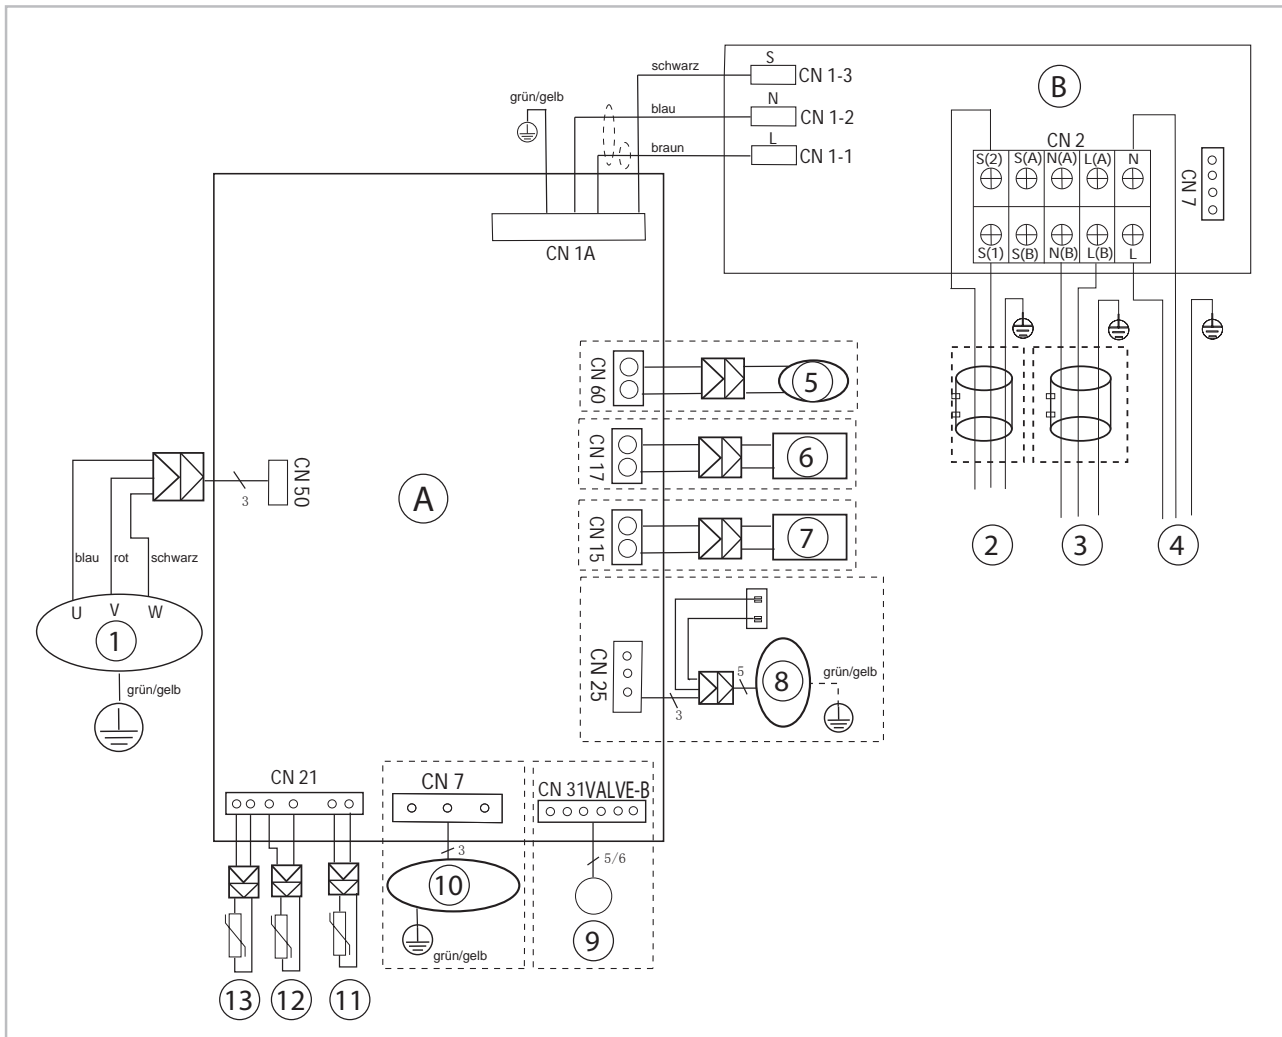 S
schwarz
CN 1-3
B
grün/gelb
N
blau
CN 1-2
L
braun
CN 1-1
CN 2
S(2) S(A) N(A) L(A) N
CN 7
S(1) S(B) N(B) L(B) L
CN 1A
CN 60
5
CN 17
6
CN 50
3
A
CN 15
7
2
3
4
blau rot schwarz
U V W
1
grün/gelb
CN 25
3
5
8
grün/gelb
CN 21
CN 7
CN 31 VALVE-B
3
5/6
10
9
grün/gelb
13
12
11